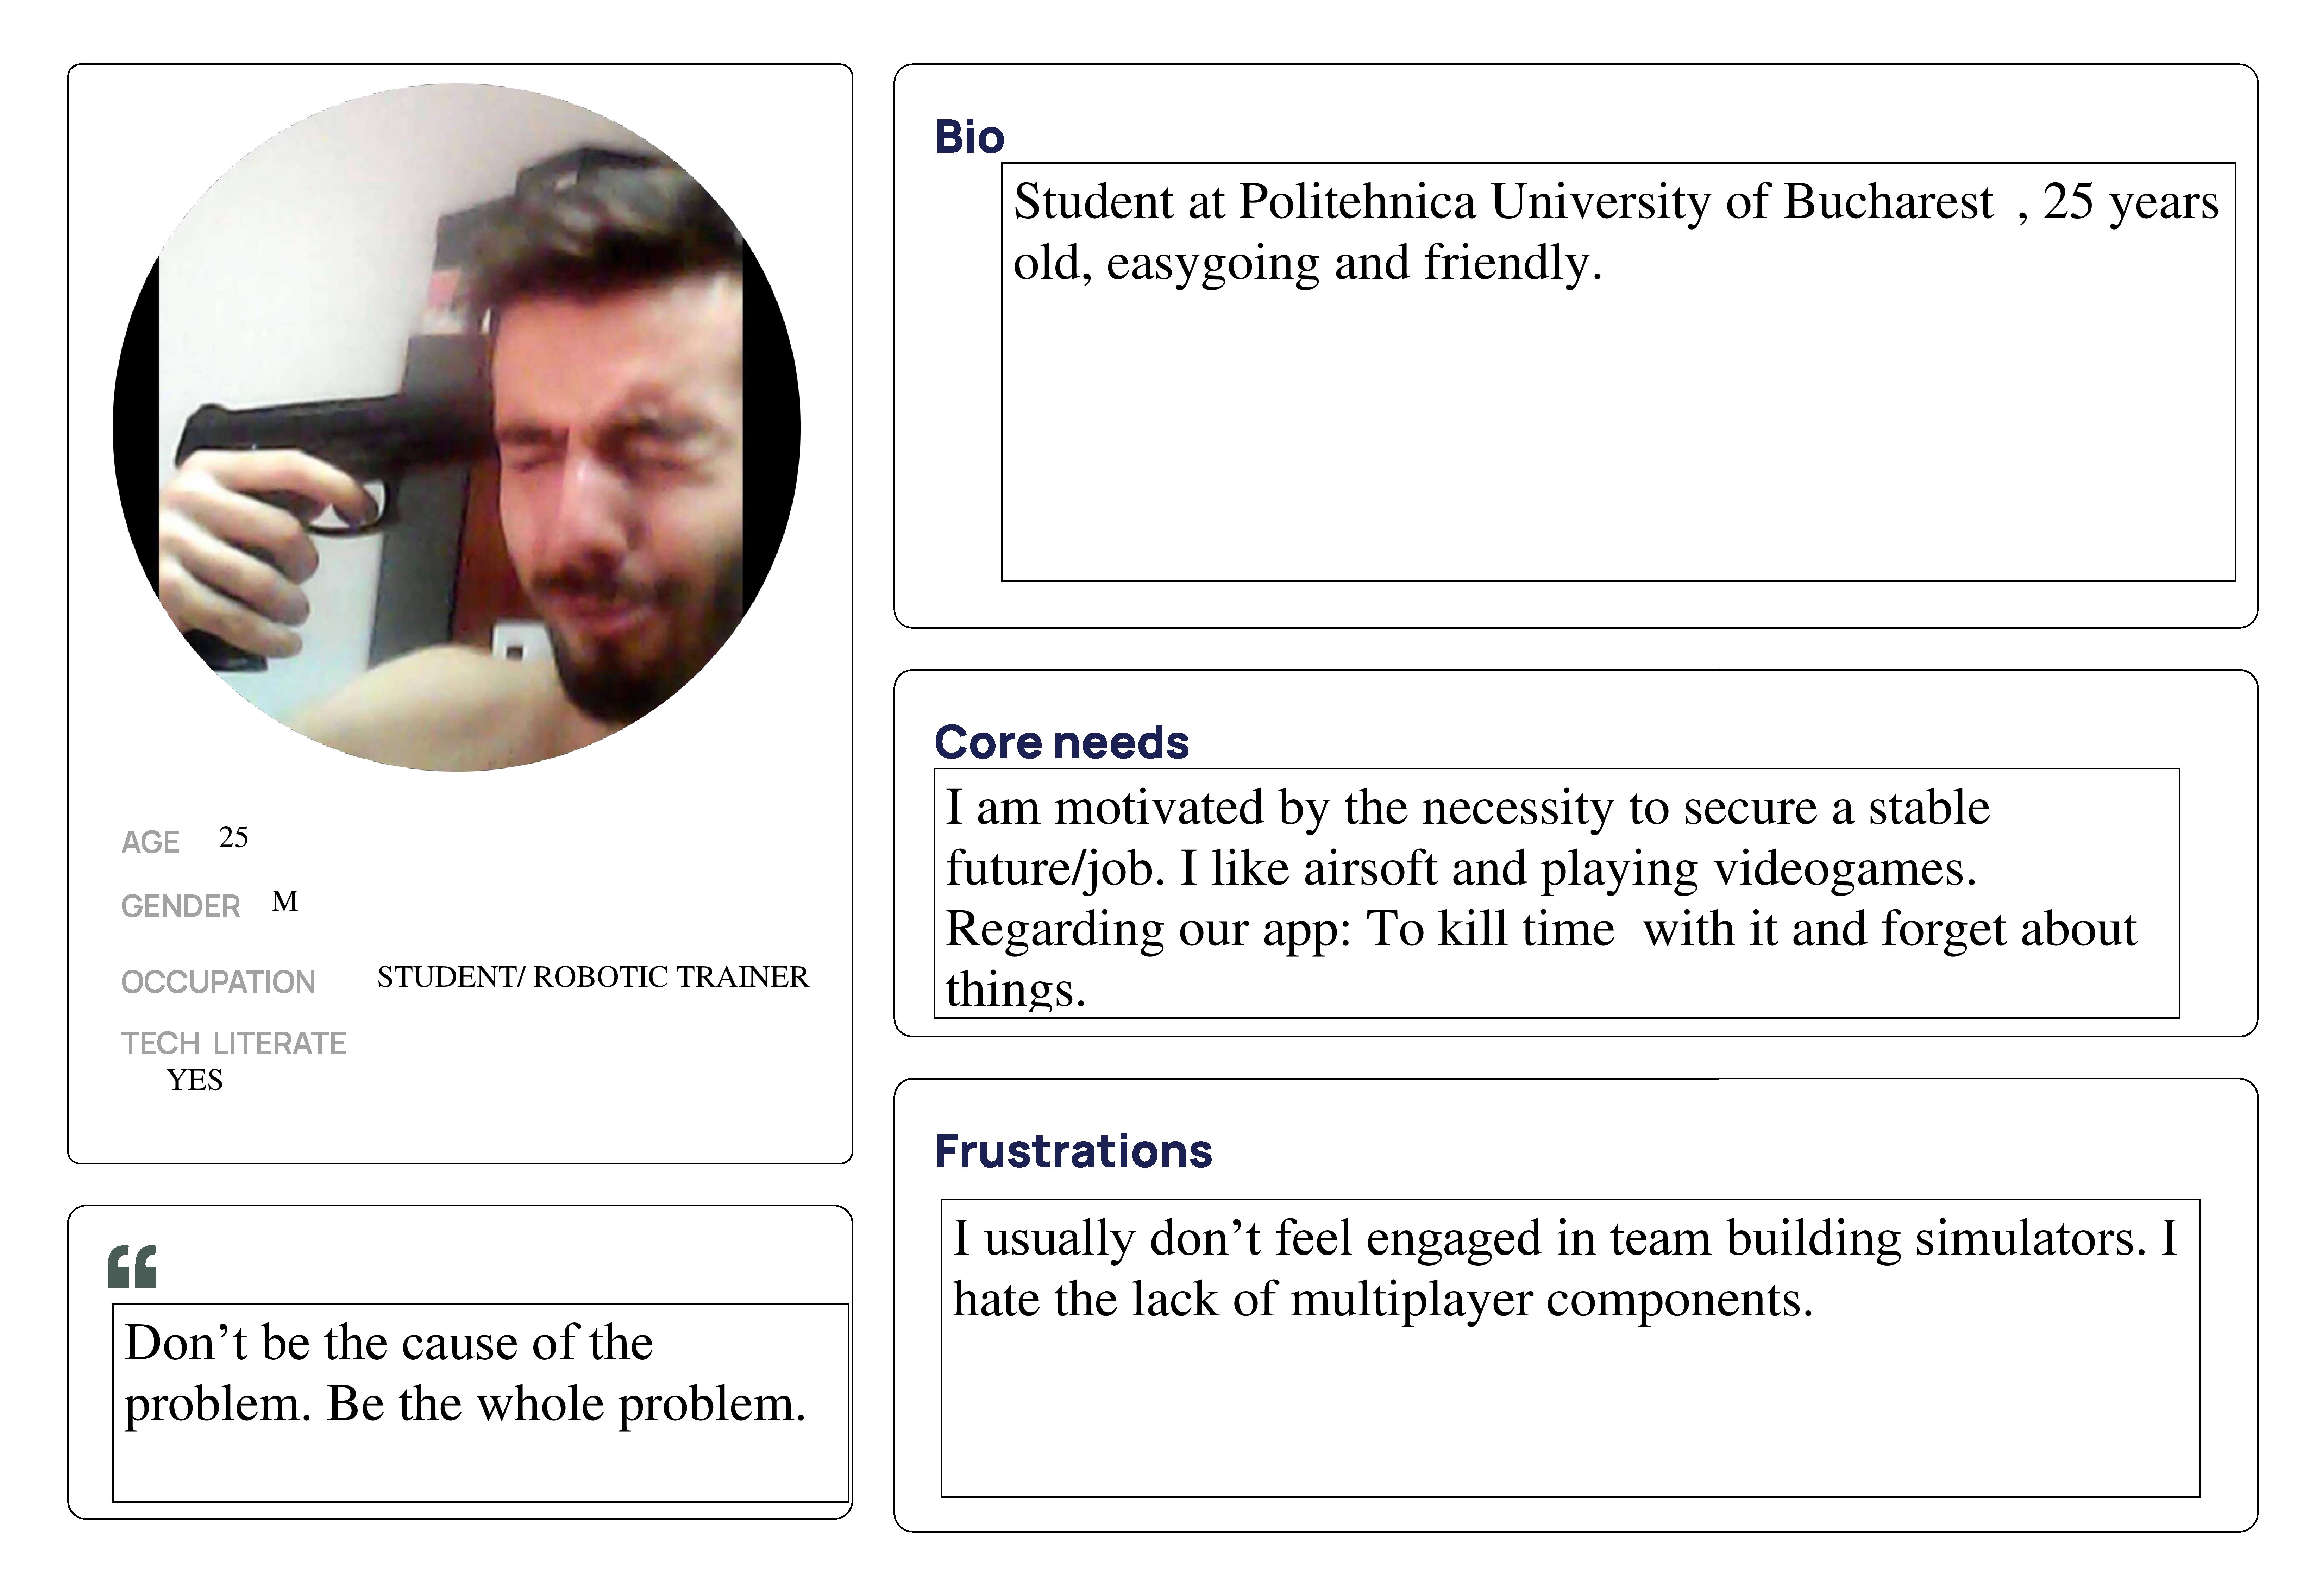 AGE 25
GENDER M
OCCUPATION STUDENT/ ROBOTIC TRAINER
TECH LITERATE
YES
“
Don’t be the cause of the
problem. Be the whole problem.
Bio
Student at Politehnica University of Bucharest , 25 years
old, easygoing and friendly.
Core needs
I am motivated by the necessity to secure a stable
future/job. I like airsoft and playing videogames.
Regarding our app: To kill time with it and forget about
things.
Frustrations
I usually don’t feel engaged in team building simulators. I
hate the lack of multiplayer components.